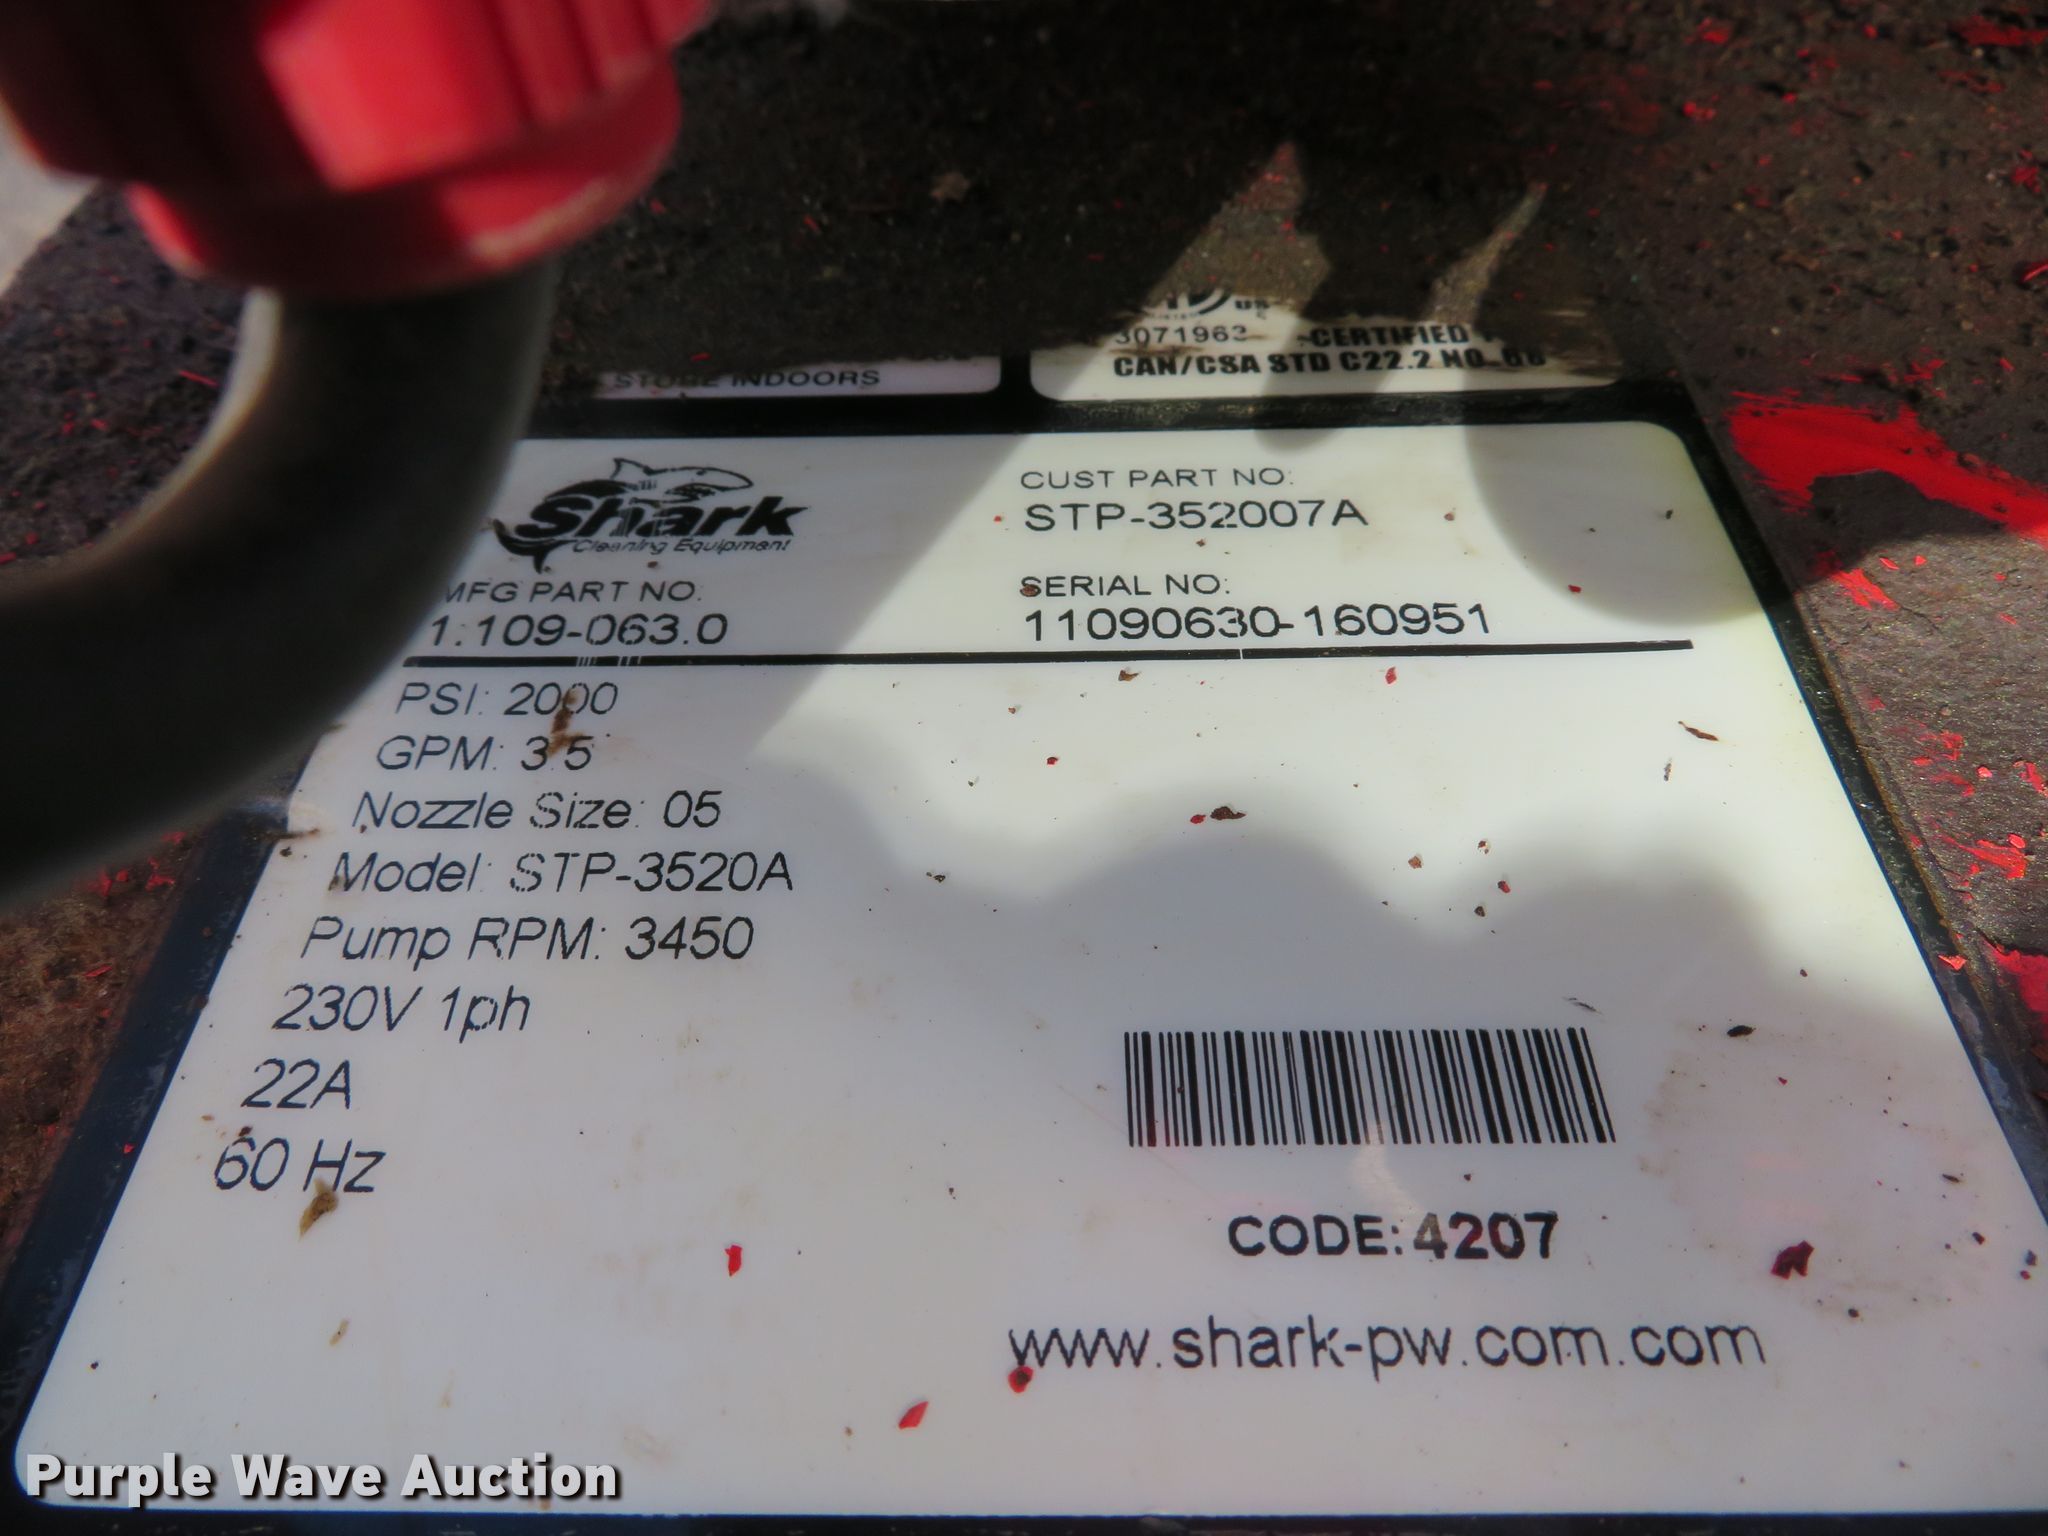 US
3071963 CERTIFIED
CAN/CSA STD C22.2 NO. 68
STORE INDOORS
Shark
Cleaning Equipment
CUST PART NO:
STP-352007A
MFG PART NO:
1.109-063.0
SERIAL NO:
11090630-160951
PSI: 2000
GPM: 3.5
Nozzle Size: 05
Model: STP-3520A
Pump RPM: 3450
230V 1ph
22A
60 Hz
CODE: 4207
www.shark-pw.com.com
Purple Wave Auction